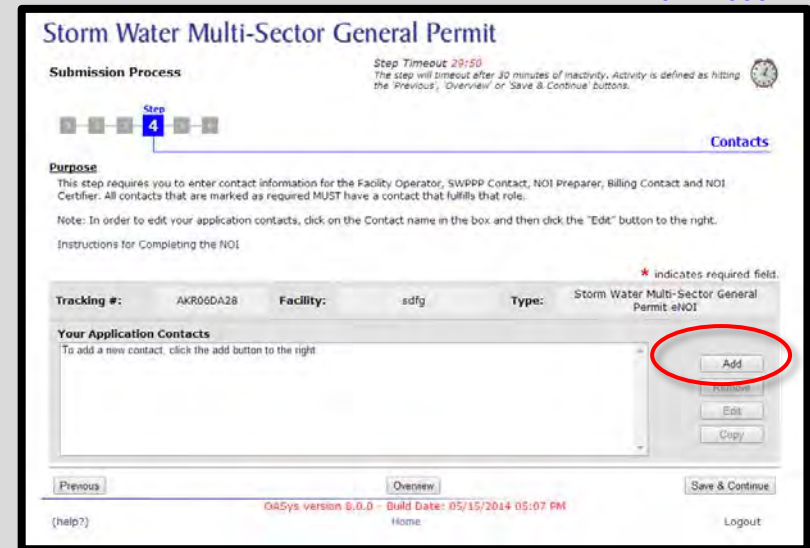 Storm Water Multi-Sector General Permit
Submission Process
Step Timeout 29:50
The step will timeout after 30 minutes of inactivity. Activity is defined as hitting
the 'Previous', 'Overview' or 'Save & Continue' buttons.
Step
4
Contacts
Purpose
This step requires you to enter contact information for the Facility Operator, SWPPP Contact, NOI Preparer, Billing Contact and NOI
Certifier. All contacts that are marked as required MUST have a contact that fulfills that role.
Note: In order to edit your application contacts, click on the Contact name in the box and then click the "Edit" button to the right.
Instructions for Completing the NOI
* indicates required field.
Tracking #: AKR06DA28 Facility: sdfg Type: Storm Water Multi-Sector General
Permit eNOI
Your Application Contacts
To add a new contact, click the add button to the right
Add
Remove
Edit
Copy
Previous Overview Save & Continue
OASys version 8.0.0 - Build Date: 05/15/2014 05:07 PM
(help?) Home Logout